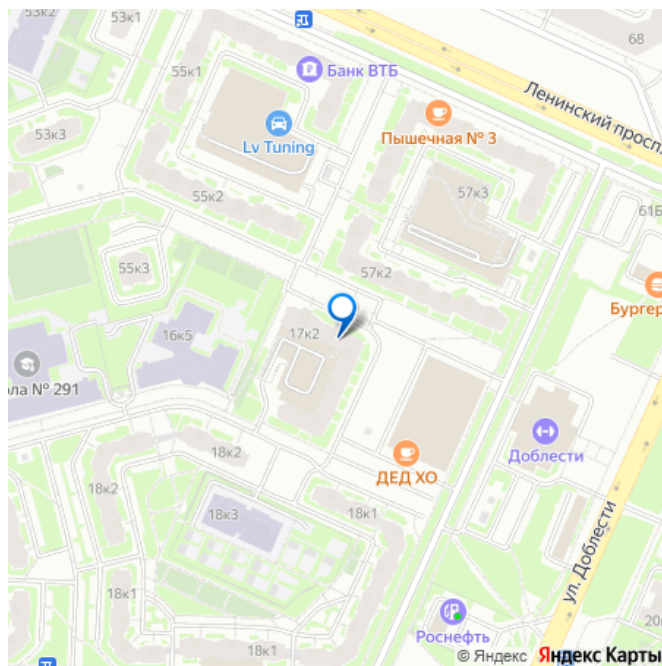 53к2
53к1
68
55к1
Банк ВТБ
Ленинский просп.
Lv Tuning
Пышечная № 3
53к3
57к3
55к2
61Б
55к3
57к2
Бургер
17к2
16к5
ола № 291
Доблести
18к2
ДЕД ХО
18к2
18к3
18к1
ул. Доблести
18к1
Роснефть
20
18к1
© Яндекс Яндекс Карты